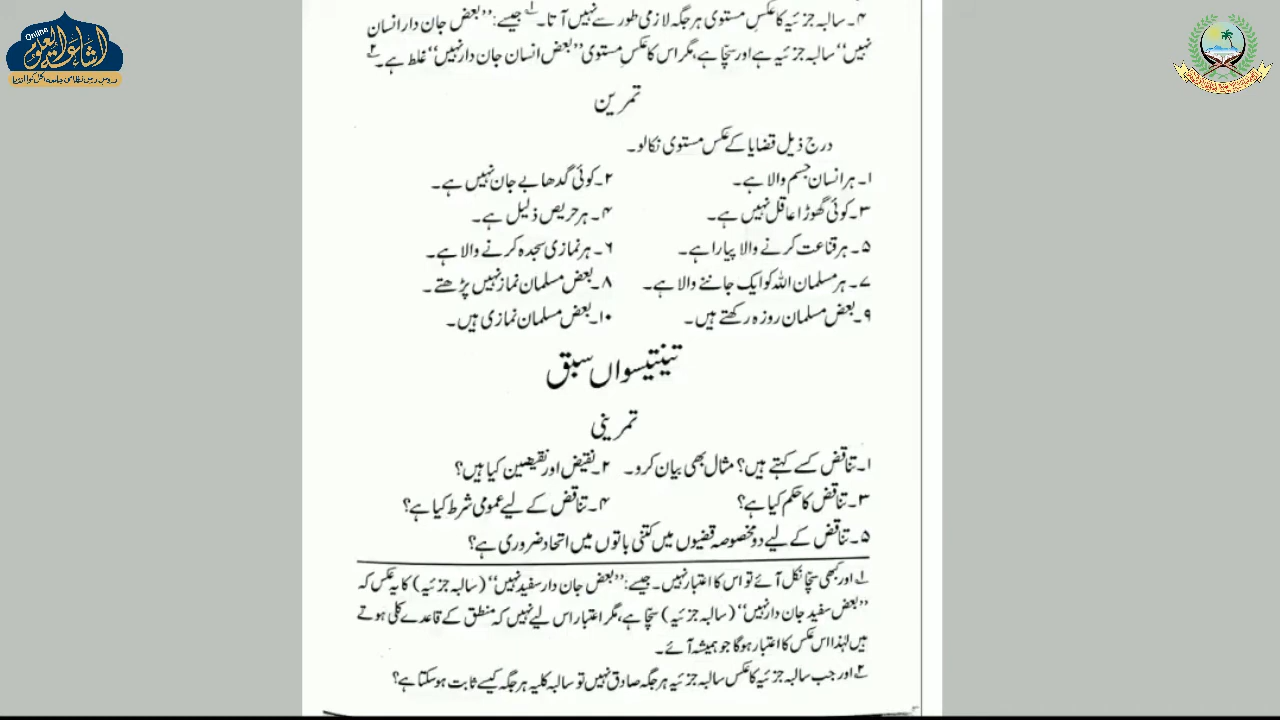 Online
اشاعت العلوم
۴۔ سالبہ جزئیہ کا عکسِ مستوی ہر جگہ لازمی طور سے نہیں آتا۔ ۱ جیسے: ’’بعض جان دار انسان
نہیں‘‘ سالبہ جزئیہ ہے اور سچّا ہے، مگر اس کا عکسِ مستوی ’’بعض انسان جان دار نہیں‘‘ غلط ہے۔ ۲
تمرین
درج ذیل قضایا کے عکس مستوی نکالو۔
۱۔ ہر انسان جسم والا ہے۔ ۲۔ کوئی گدھا بے جان نہیں ہے۔
۳۔ کوئی گھوڑا عاقل نہیں ہے۔ ۴۔ ہر حریص ذلیل ہے۔
۵۔ ہر قناعت کرنے والا پیارا ہے۔ ۶۔ ہر نمازی سجدہ کرنے والا ہے۔
۷۔ ہر مسلمان اللہ کو ایک جاننے والا ہے۔ ۸۔ بعض مسلمان نماز نہیں پڑھتے۔
۹۔ بعض مسلمان روزہ رکھتے ہیں۔ ۱۰۔ بعض مسلمان نمازی ہیں۔
تینتیسواں سبق
تمرینی
۱۔ تناقض کسے کہتے ہیں؟ مثال بھی بیان کرو۔ ۲۔ نقیض اور نقیضین کیا ہیں؟
۳۔ تناقض کا حکم کیا ہے؟ ۴۔ تناقض کے لیے عمومی شرط کیا ہے؟
۵۔ تناقض کے لیے دو مخصوصہ قضیوں میں کتنی باتوں میں اتحاد ضروری ہے؟
۱ اور کبھی سچّا نکل آئے تو اس کا اعتبار نہیں۔ جیسے: ’’بعض جان دار سفید نہیں‘‘ (سالبہ جزئیہ) کا یہ عکس کہ
’’بعض سفید جان دار نہیں‘‘ (سالبہ جزئیہ) سچّا ہے، مگر اعتبار اس لیے نہیں کہ منطق کے قاعدے کلی ہوتے
ہیں لہٰذا اس عکس کا اعتبار ہوگا جو ہمیشہ آئے۔
۲ اور جب سالبہ جزئیہ کا عکس سالبہ جزئیہ ہر جگہ صادق نہیں تو سالبہ کلیہ ہر جگہ کیسے ثابت ہو سکتا ہے؟